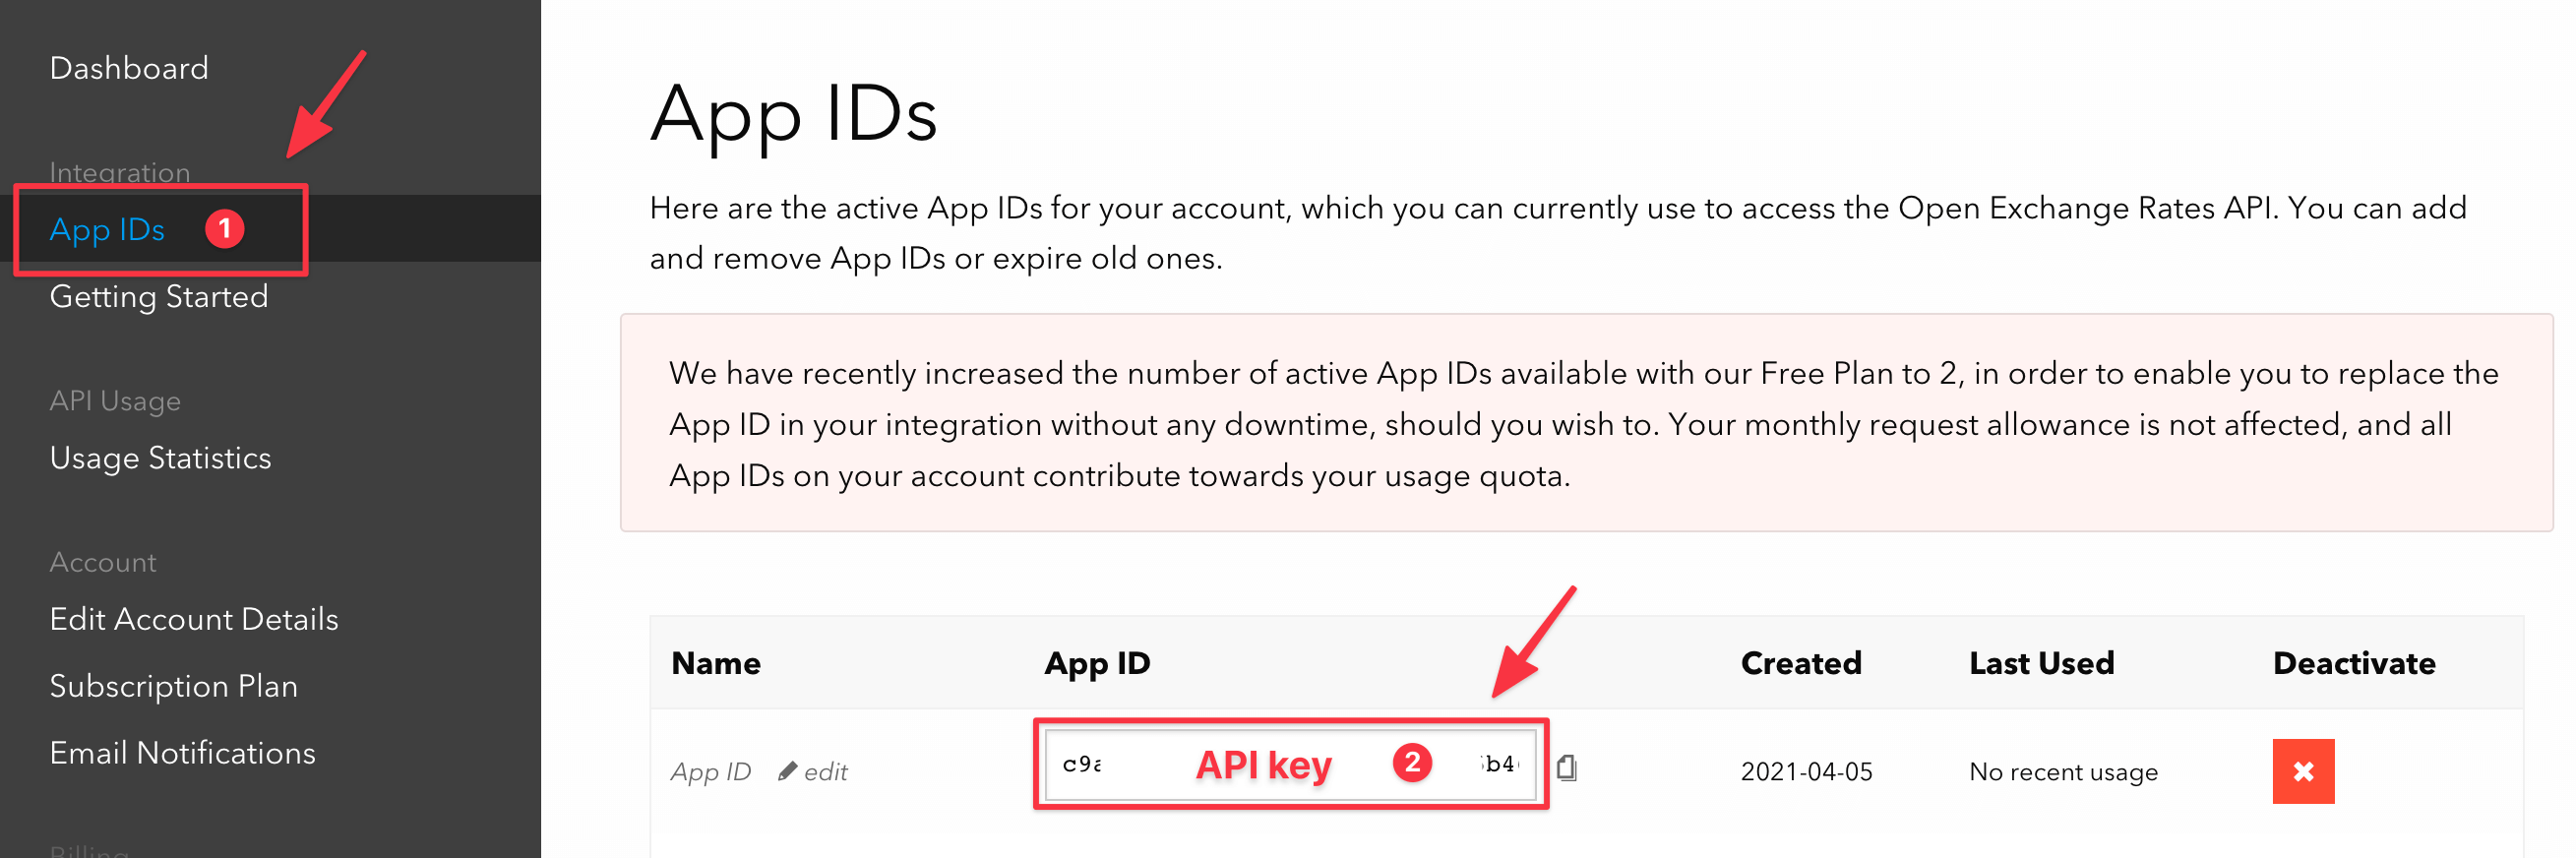 Dashboard
Integration
App IDs 1
Getting Started
API Usage
Usage Statistics
Account
Edit Account Details
Subscription Plan
Email Notifications
Billing
App IDs
Here are the active App IDs for your account, which you can currently use to access the Open Exchange Rates API. You can add
and remove App IDs or expire old ones.
We have recently increased the number of active App IDs available with our Free Plan to 2, in order to enable you to replace the
App ID in your integration without any downtime, should you wish to. Your monthly request allowance is not affected, and all
App IDs on your account contribute towards your usage quota.
Name App ID Created Last Used Deactivate
App ID edit c9a API key 2 b4 2021-04-05 No recent usage